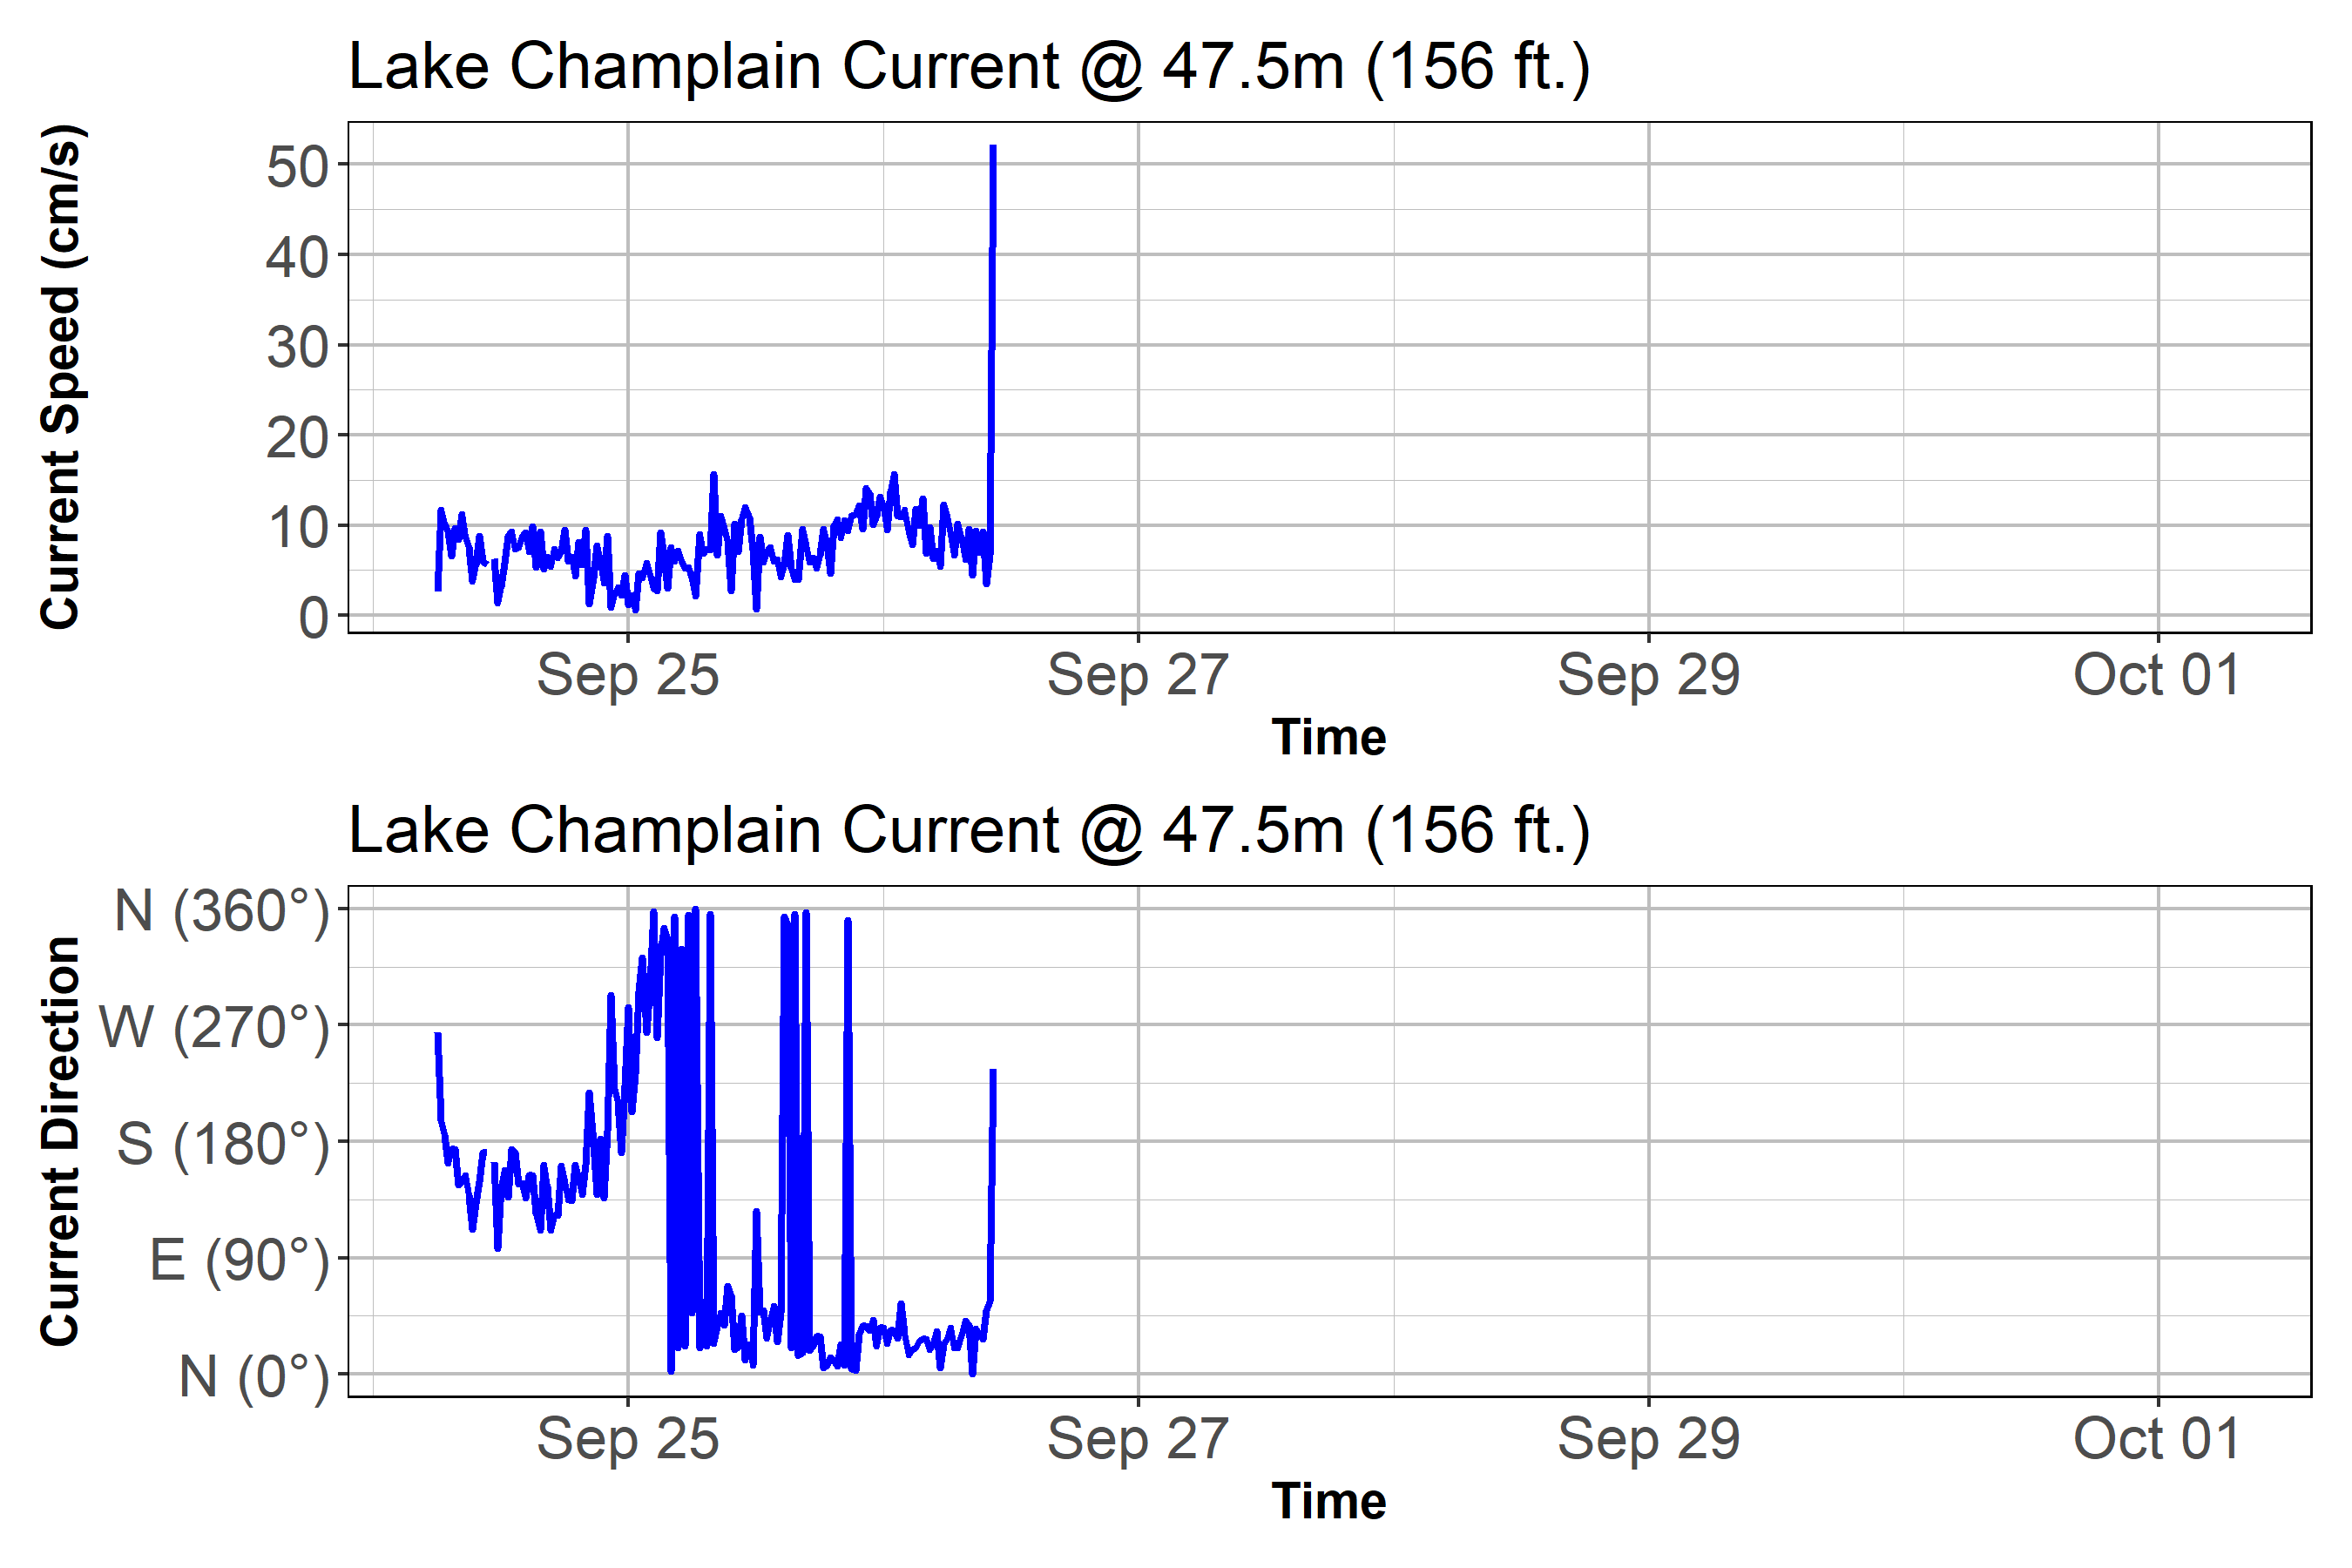 Lake Champlain Current @ 47.5m (156 ft.)
Current Speed (cm/s)
50
40
30
20
10
0
Sep 25 Sep 27 Sep 29 Oct 01
Time
Lake Champlain Current @ 47.5m (156 ft.)
Current Direction
N (360°)
W (270°)
S (180°)
E (90°)
N (0°)
Sep 25 Sep 27 Sep 29 Oct 01
Time